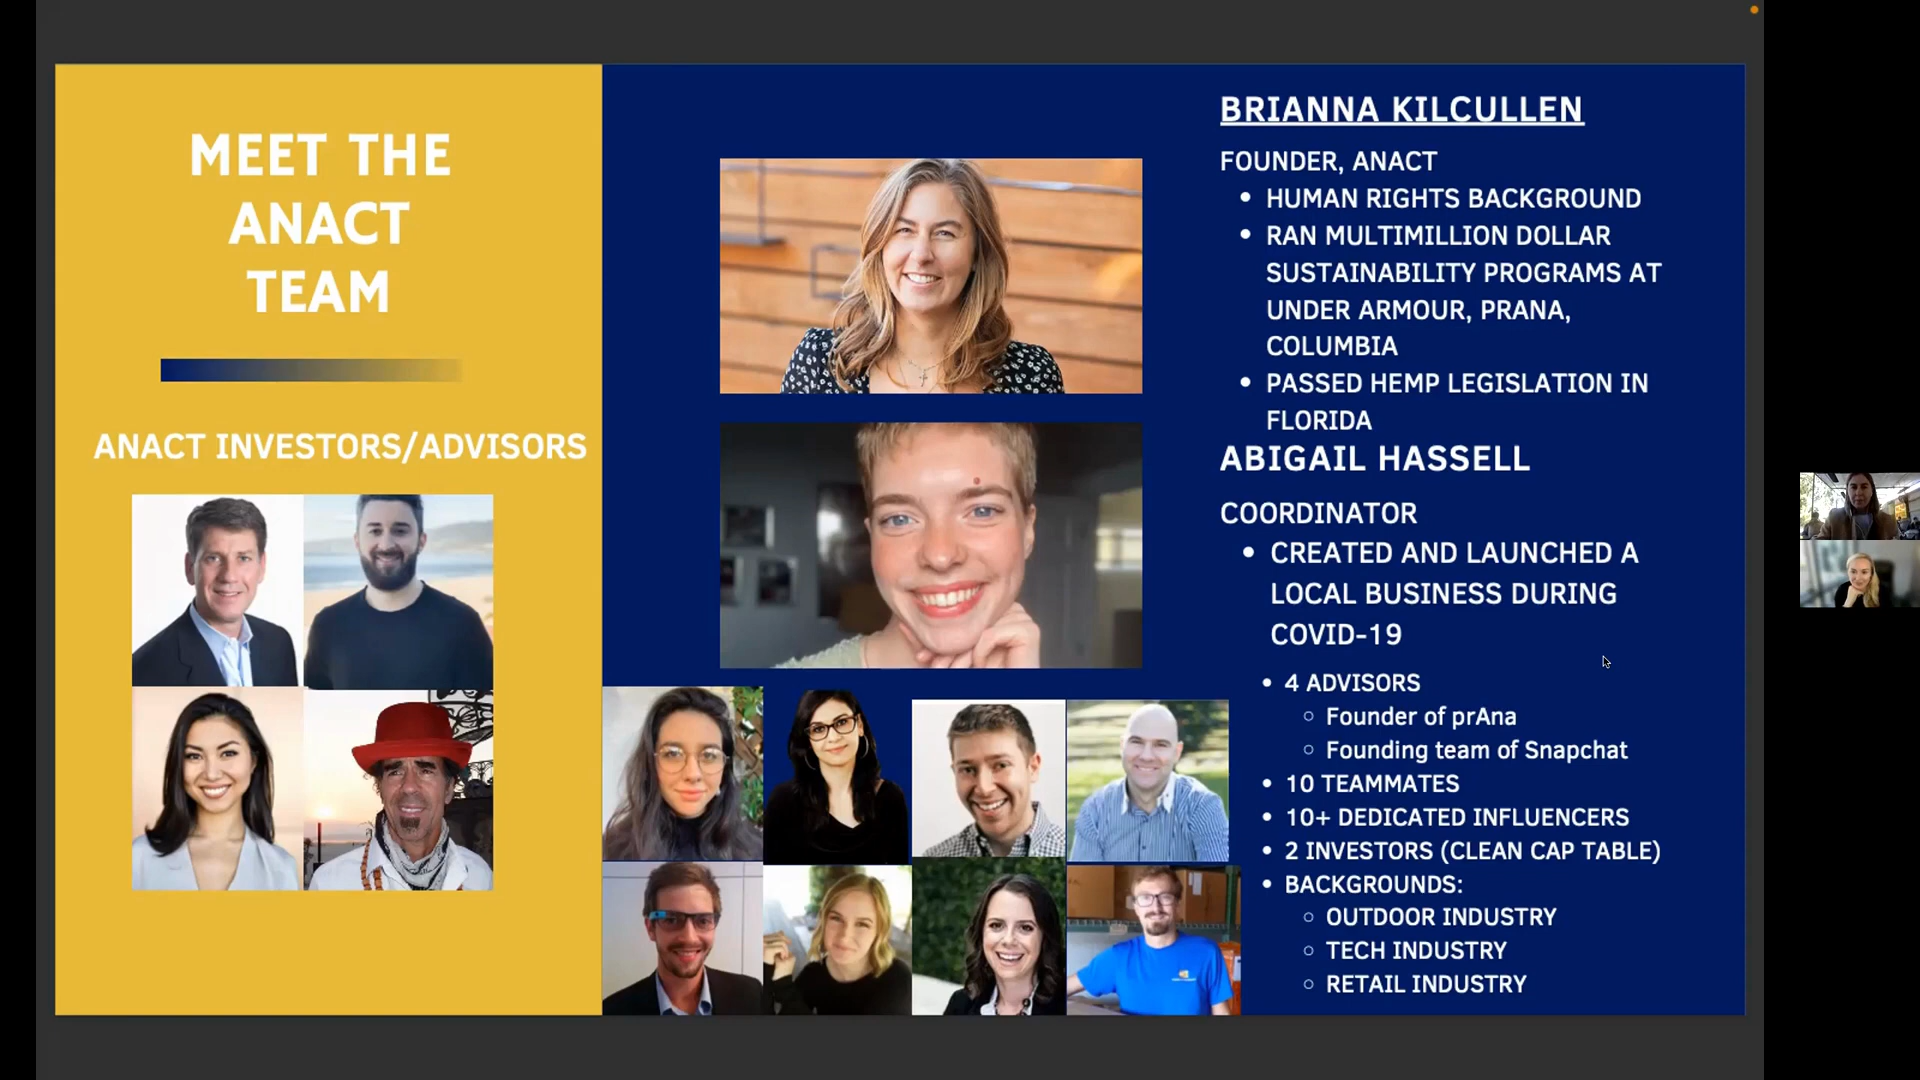 MEET THE
ANACT
TEAM
ANACT INVESTORS/ADVISORS
BRIANNA KILCULLEN
FOUNDER, ANACT
• HUMAN RIGHTS BACKGROUND
• RAN MULTIMILLION DOLLAR
SUSTAINABILITY PROGRAMS AT
UNDER ARMOUR, PRANA,
COLUMBIA
• PASSED HEMP LEGISLATION IN
FLORIDA
ABIGAIL HASSELL
COORDINATOR
• CREATED AND LAUNCHED A
LOCAL BUSINESS DURING
COVID-19
• 4 ADVISORS
○ Founder of prAna
○ Founding team of Snapchat
• 10 TEAMMATES
• 10+ DEDICATED INFLUENCERS
• 2 INVESTORS (CLEAN CAP TABLE)
• BACKGROUNDS:
○ OUTDOOR INDUSTRY
○ TECH INDUSTRY
○ RETAIL INDUSTRY